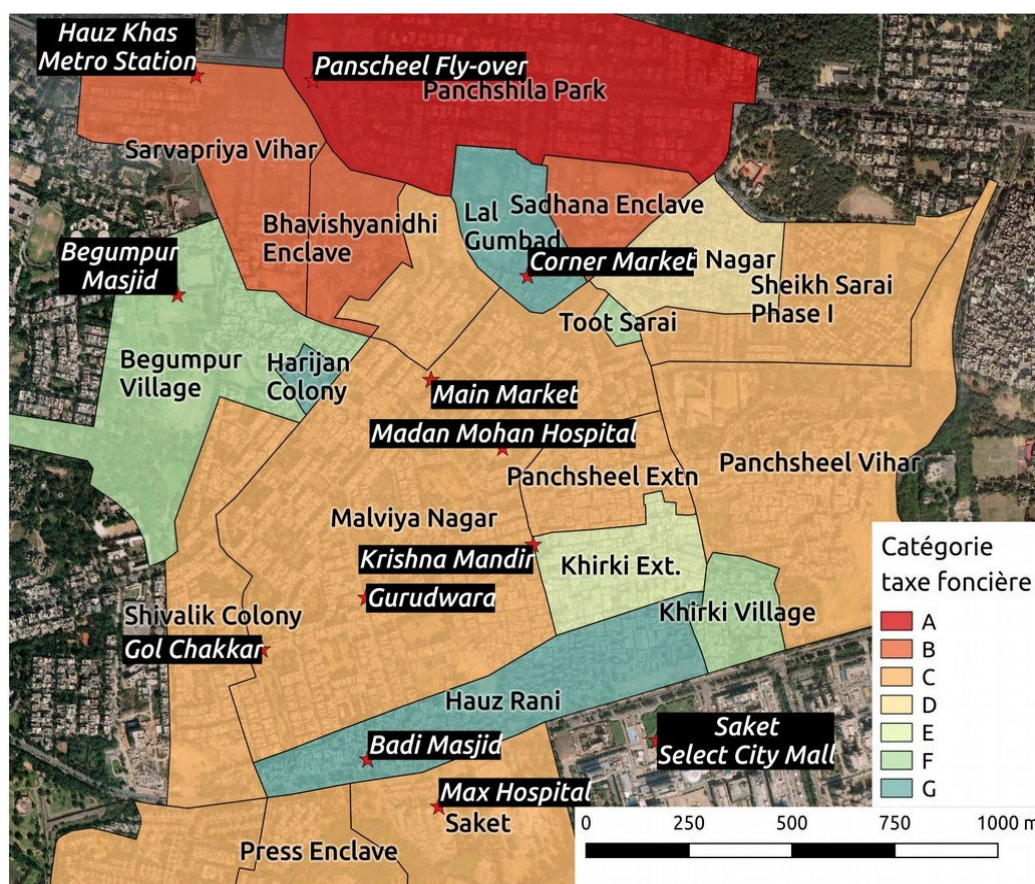 Hauz Khas
Metro Station
Panscheel Fly-over
Panchshila Park
Sarvapriya Vihar
Bhavishyanidhi
Enclave
Lal
Gumbad
Sadhana Enclave
Begumpur
Masjid
Corner Market
i Nagar
Sheikh Sarai
Phase I
Toot Sarai
Begumpur
Village
Harijan
Colony
Main Market
Madan Mohan Hospital
Panchsheel Extn
Panchsheel Vihar
Malviya Nagar
Krishna Mandir
Khirki Ext.
Gurudwara
Shivalik Colony
Khirki Village
Gol Chakkar
Hauz Rani
Badi Masjid
Saket
Select City Mall
Max Hospital
Saket
Press Enclave
Catégorie
taxe foncière
A
B
C
D
E
F
G
0 250 500 750 1000 m